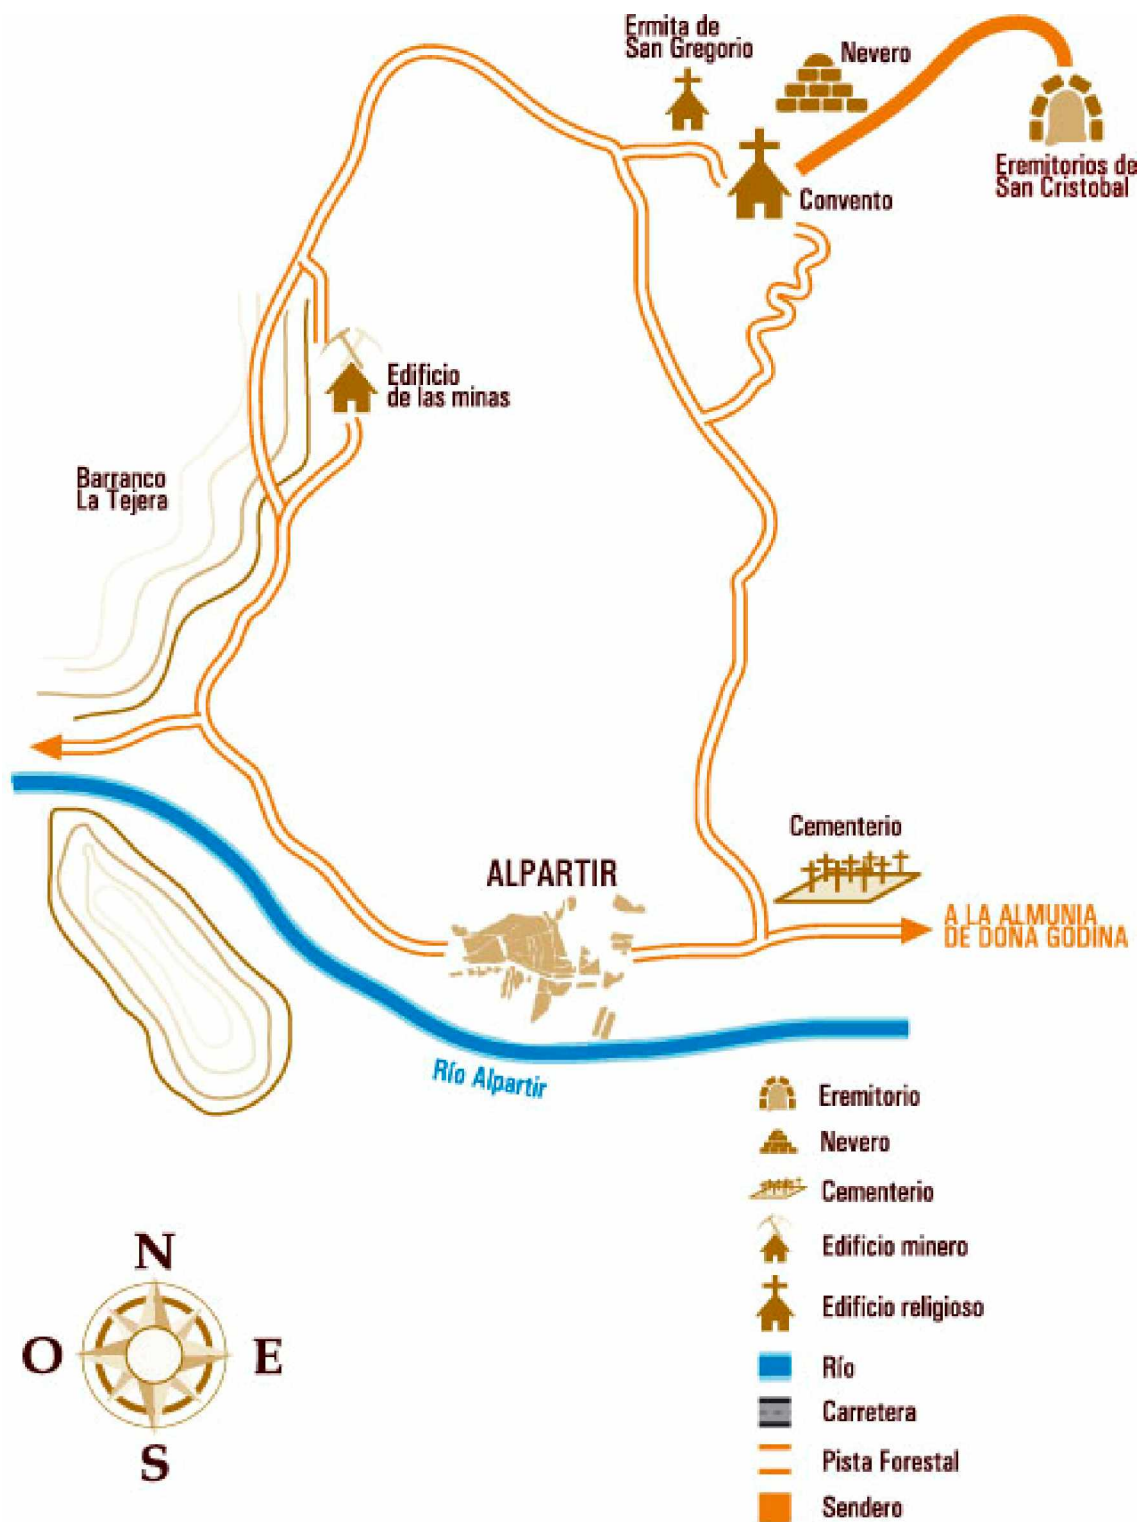 Ermita de
San Gregorio
Nevero
Eremitorios de
San Cristobal
Convento
Edificio
de las minas
Barranco
La Tejera
Cementerio
ALPARTIR
A LA ALMUNIA
DE DOÑA GODINA
Río Alpartir
Eremitorio
Nevero
Cementerio
Edificio minero
Edificio religioso
Río
Carretera
Pista Forestal
Sendero
N
O
E
S